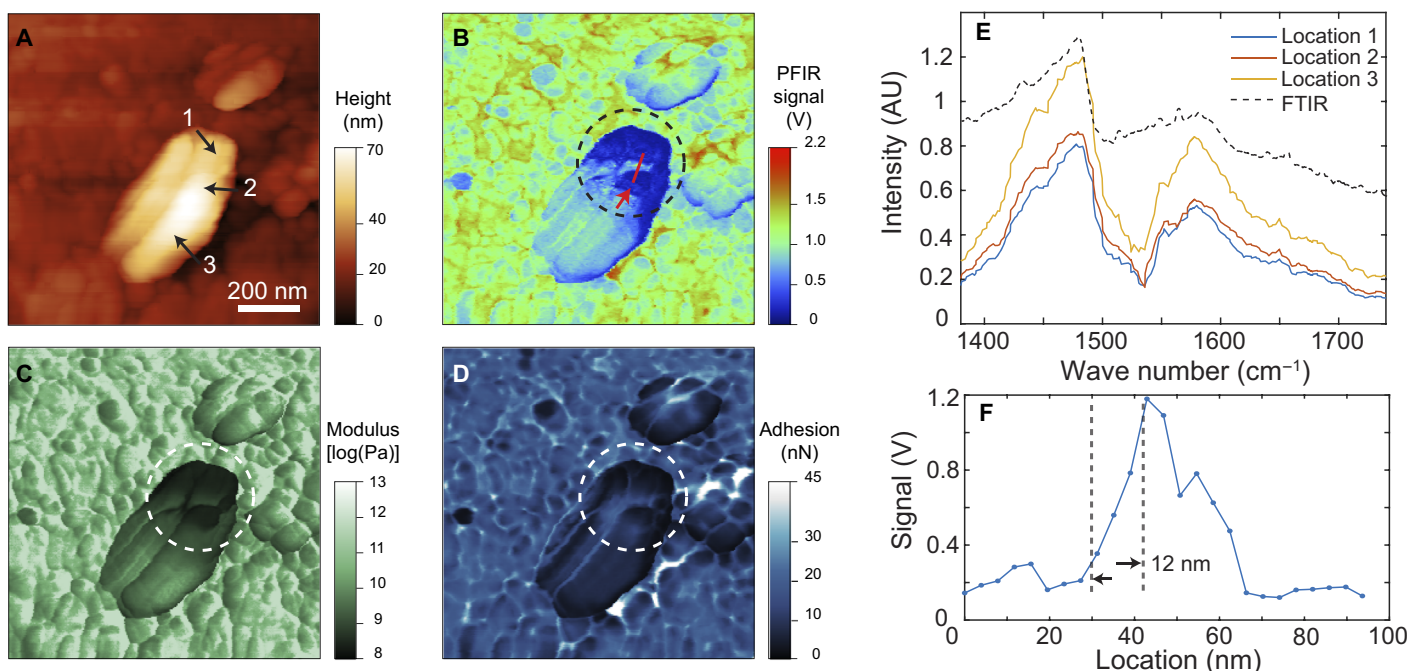 A
1
2
3
200 nm
Height
(nm)
70
40
20
0
B
PFIR
signal
(V)
2.2
1.5
1.0
0.5
0
C
Modulus
[log(Pa)]
13
12
11
10
9
8
D
Adhesion
(nN)
45
30
20
10
0
E
Location 1
Location 2
Location 3
FTIR
Intensity (AU)
1.2
1
0.8
0.6
0.4
0.2
0
1400 1500 1600 1700
Wave number (cm⁻¹)
F
Signal (V)
1.2
0.8
0.4
0
12 nm
0 20 40 60 80 100
Location (nm)